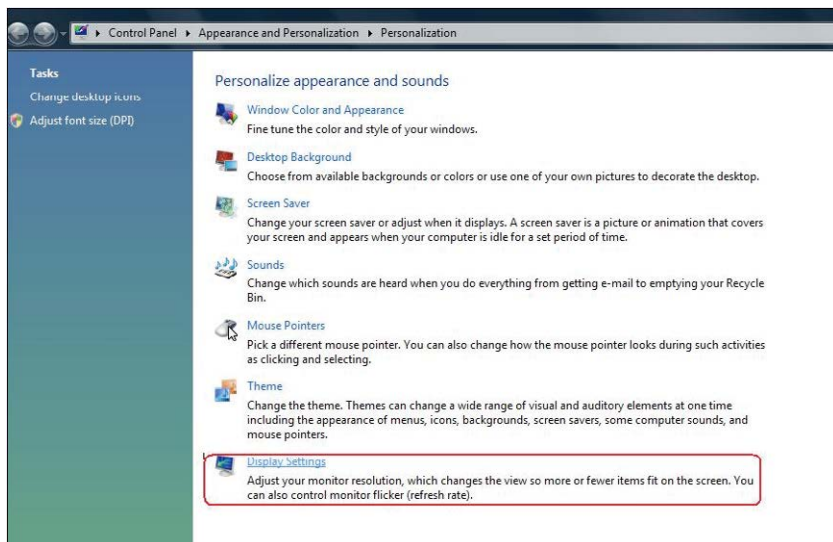 Control Panel ▸ Appearance and Personalization ▸ Personalization
Tasks
Change desktop icons
Adjust font size (DPI)
Personalize appearance and sounds
Window Color and Appearance
Fine tune the color and style of your windows.
Desktop Background
Choose from available backgrounds or colors or use one of your own pictures to decorate the desktop.
Screen Saver
Change your screen saver or adjust when it displays. A screen saver is a picture or animation that covers
your screen and appears when your computer is idle for a set period of time.
Sounds
Change which sounds are heard when you do everything from getting e-mail to emptying your Recycle
Bin.
Mouse Pointers
Pick a different mouse pointer. You can also change how the mouse pointer looks during such activities
as clicking and selecting.
Theme
Change the theme. Themes can change a wide range of visual and auditory elements at one time
including the appearance of menus, icons, backgrounds, screen savers, some computer sounds, and
mouse pointers.
Display Settings
Adjust your monitor resolution, which changes the view so more or fewer items fit on the screen. You
can also control monitor flicker (refresh rate).